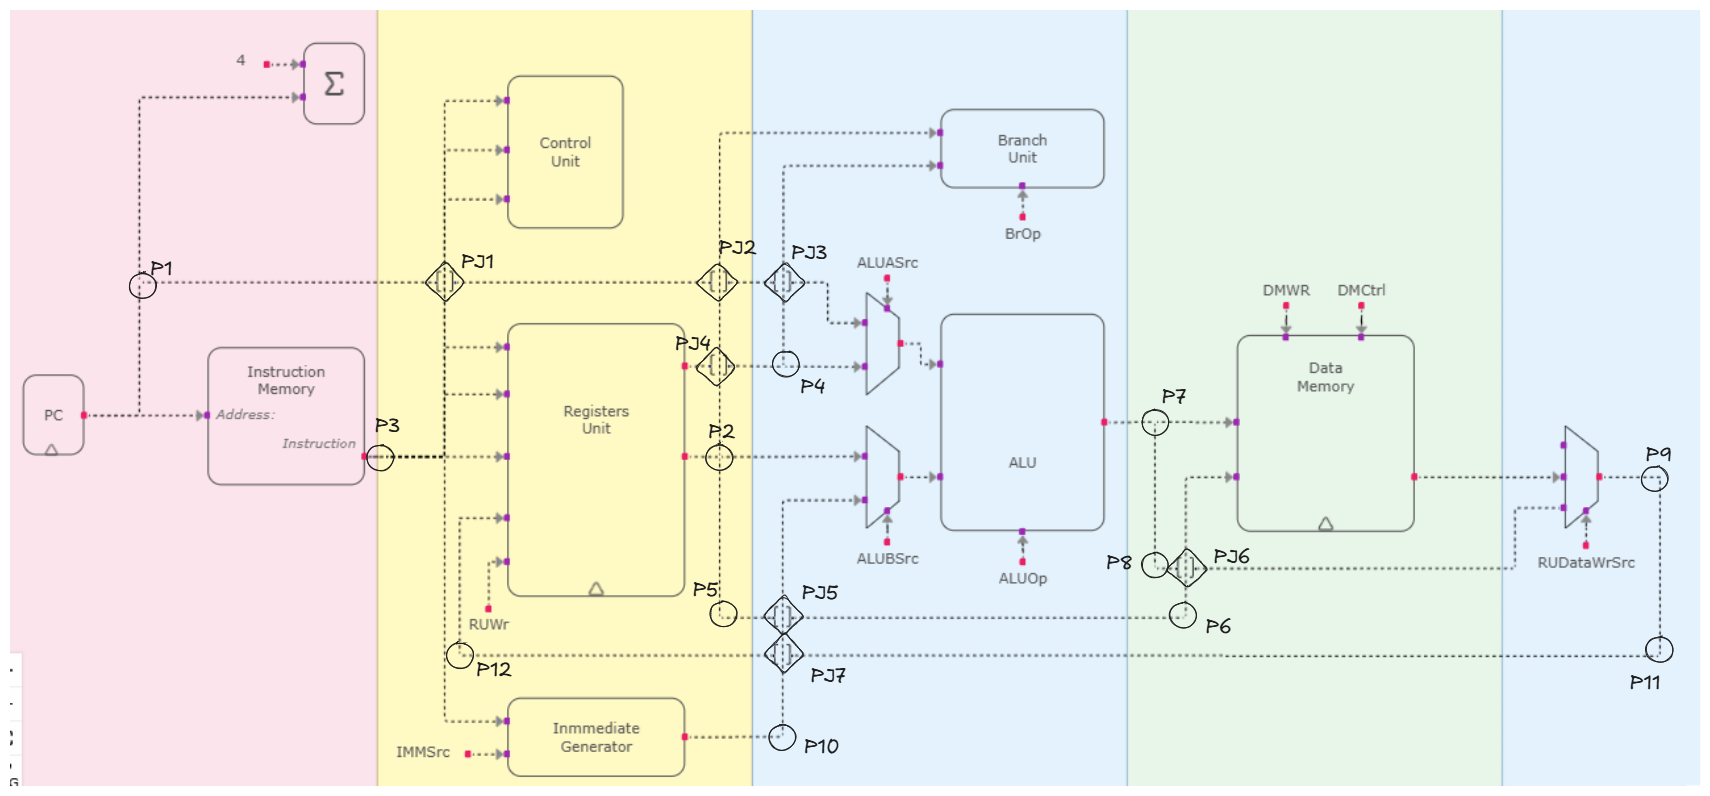 4
Σ
Control
Unit
Branch
Unit
BrOp
P1
PJ1
PJ2
PJ3
ALUASrc
DMWR
DMCtrl
Instruction
Memory
Address:
Instruction
PC
P3
Registers
Unit
PJ4
P4
P2
ALU
P7
Data
Memory
P9
RUWr
P5
ALUBSrc
ALUOp
P8
PJ6
RUDataWrSrc
PJ5
P6
P12
PJ7
P11
Inmmediate
Generator
IMMSrc
P10